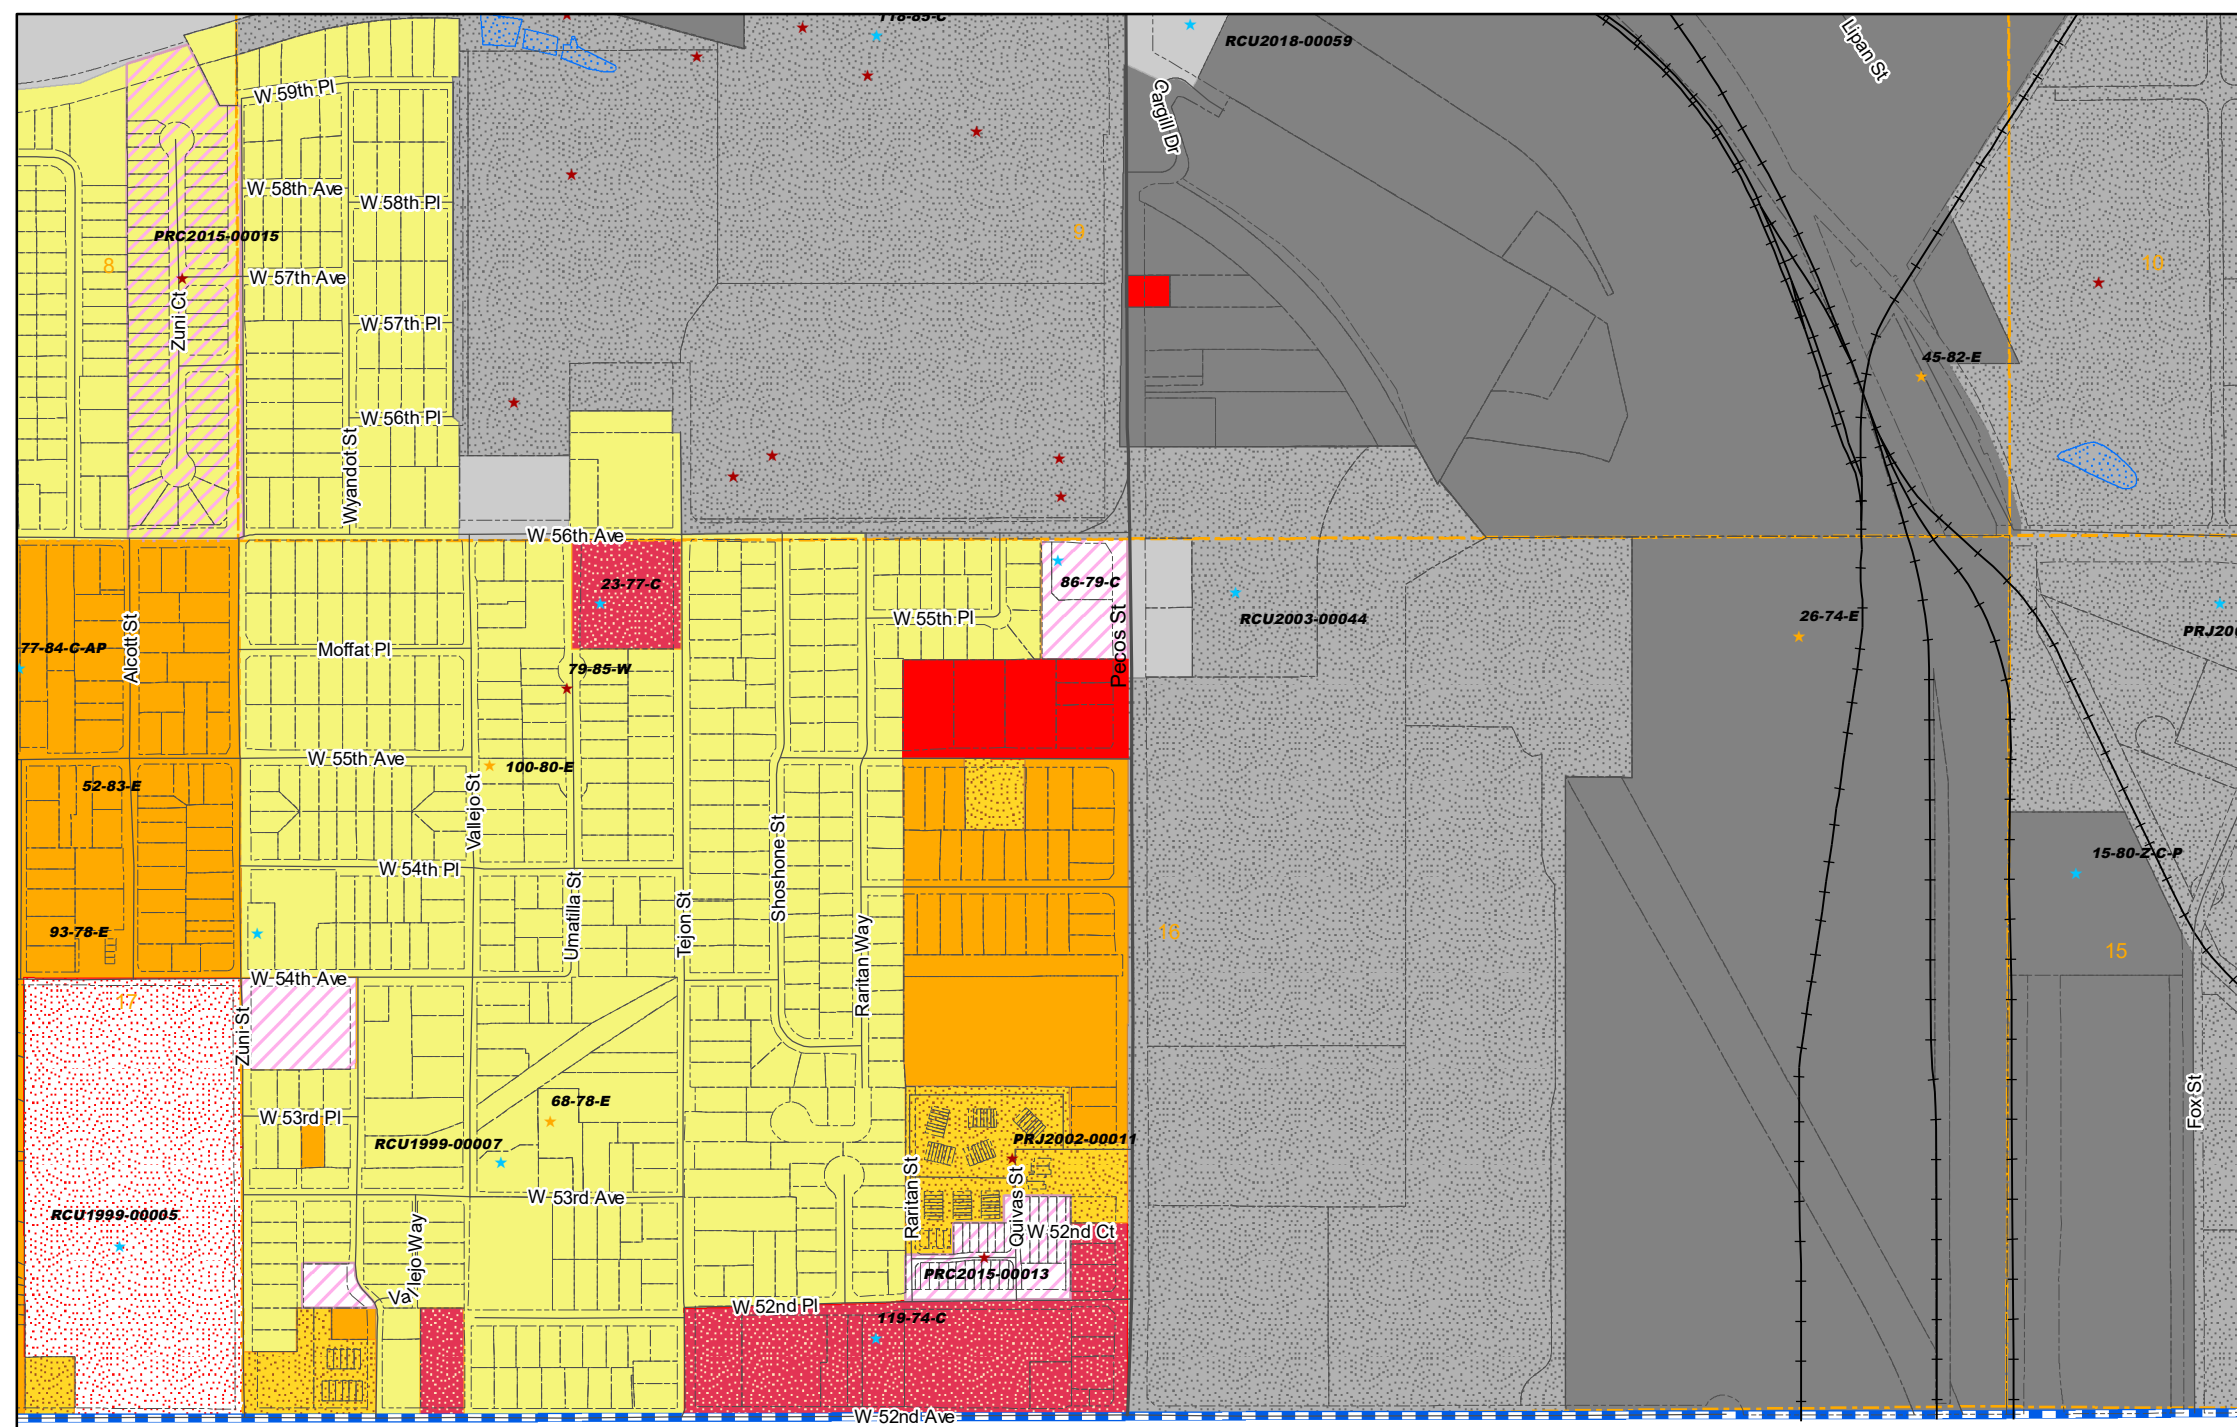 118-85-C
RCU2018-00059
Lipan St
W 59th Pl
Cargill Dr
W 58th Ave
W 58th Pl
PRC2015-00015
9
8
10
W 57th Ave
Zuni Ct
W 57th Pl
45-82-E
W 56th Pl
Wyandot St
W 56th Ave
23-77-C
86-79-C
W 55th Pl
RCU2003-00044
26-74-E
PRJ200
Alcott St
77-84-C-AP
Moffat Pl
Pecos St
79-85-W
W 55th Ave
100-80-E
52-83-E
Vallejo St
W 54th Pl
15-80-Z-C-P
Shoshone St
Umatilla St
Tejon St
93-78-E
16
15
Raritan Way
W 54th Ave
17
Zuni St
68-78-E
Fox St
W 53rd Pl
RCU1999-00007
PRJ2002-00011
W 53rd Ave
Raritan St
Quivas St
RCU1999-00005
W 52nd Ct
Vallejo Way
PRC2015-00013
W 52nd Pl
119-74-C
W 52nd Ave